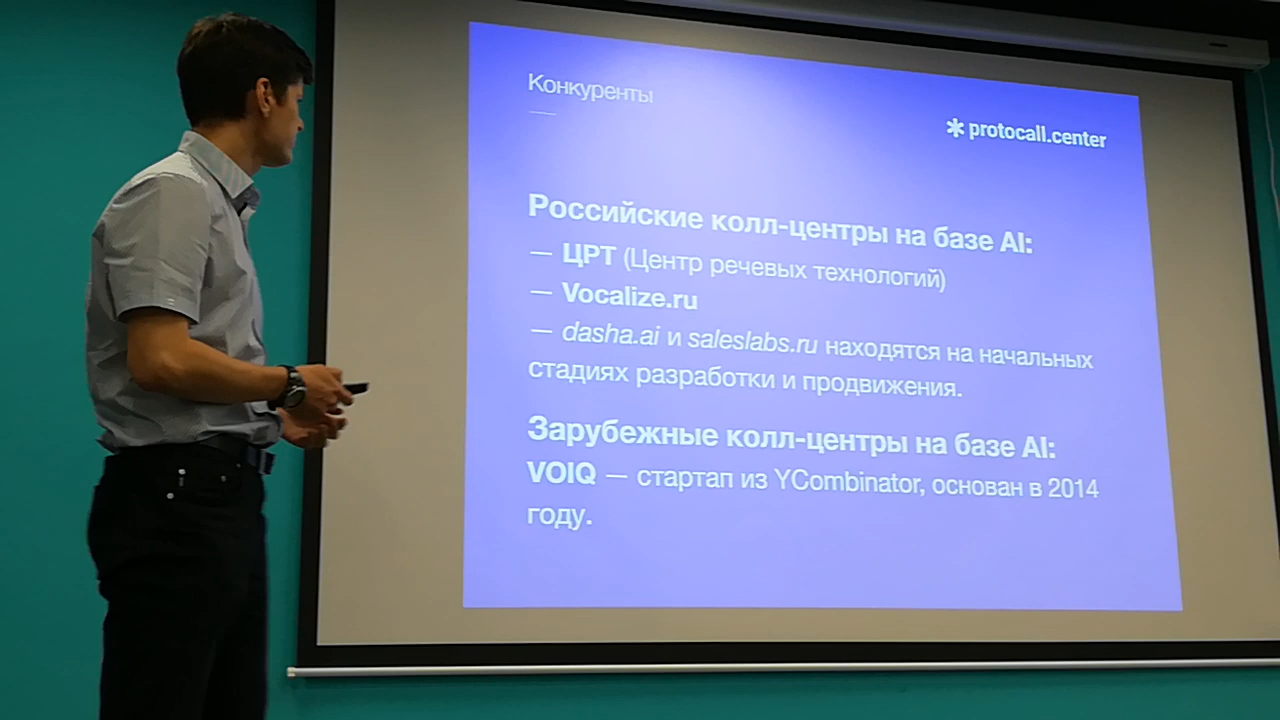 Конкуренты
✱ protocall.center
Российские колл-центры на базе AI:
— ЦРТ (Центр речевых технологий)
— Vocalize.ru
— dasha.ai и saleslabs.ru находятся на начальных
стадиях разработки и продвижения.
Зарубежные колл-центры на базе AI:
VOIQ — стартап из YCombinator, основан в 2014
году.